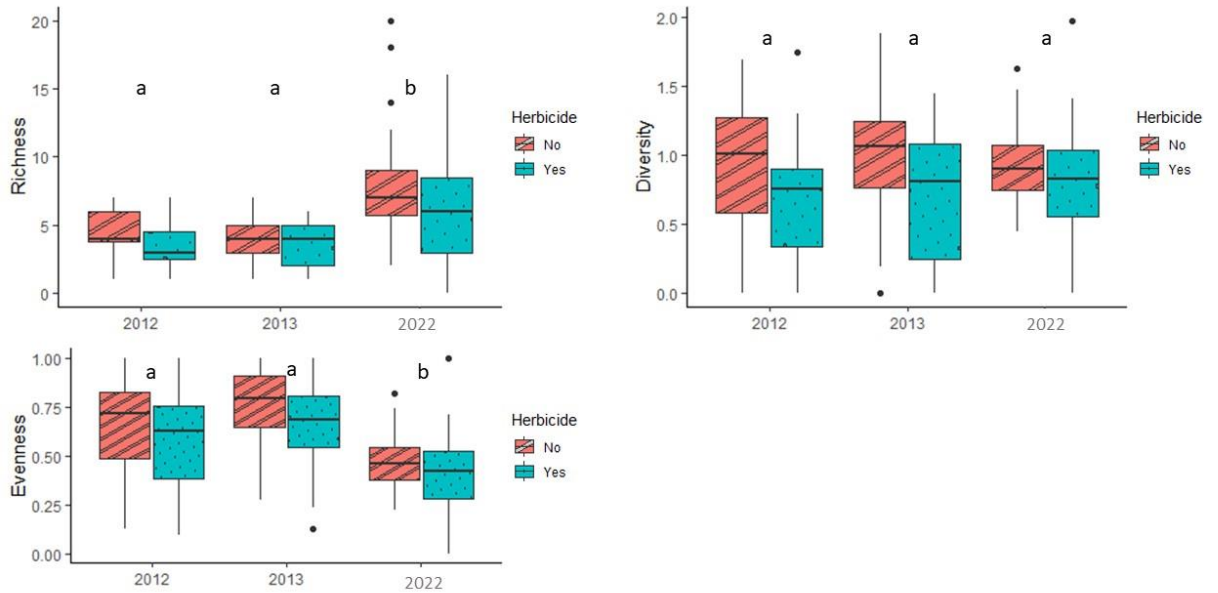 Richness
20
15
10
5
0
a
a
b
2012
2013
2022
Herbicide
No
Yes
Diversity
2.0
1.5
1.0
0.5
0.0
a
a
a
2012
2013
2022
Herbicide
No
Yes
Evenness
1.00
0.75
0.50
0.25
0.00
a
a
b
2012
2013
2022
Herbicide
No
Yes